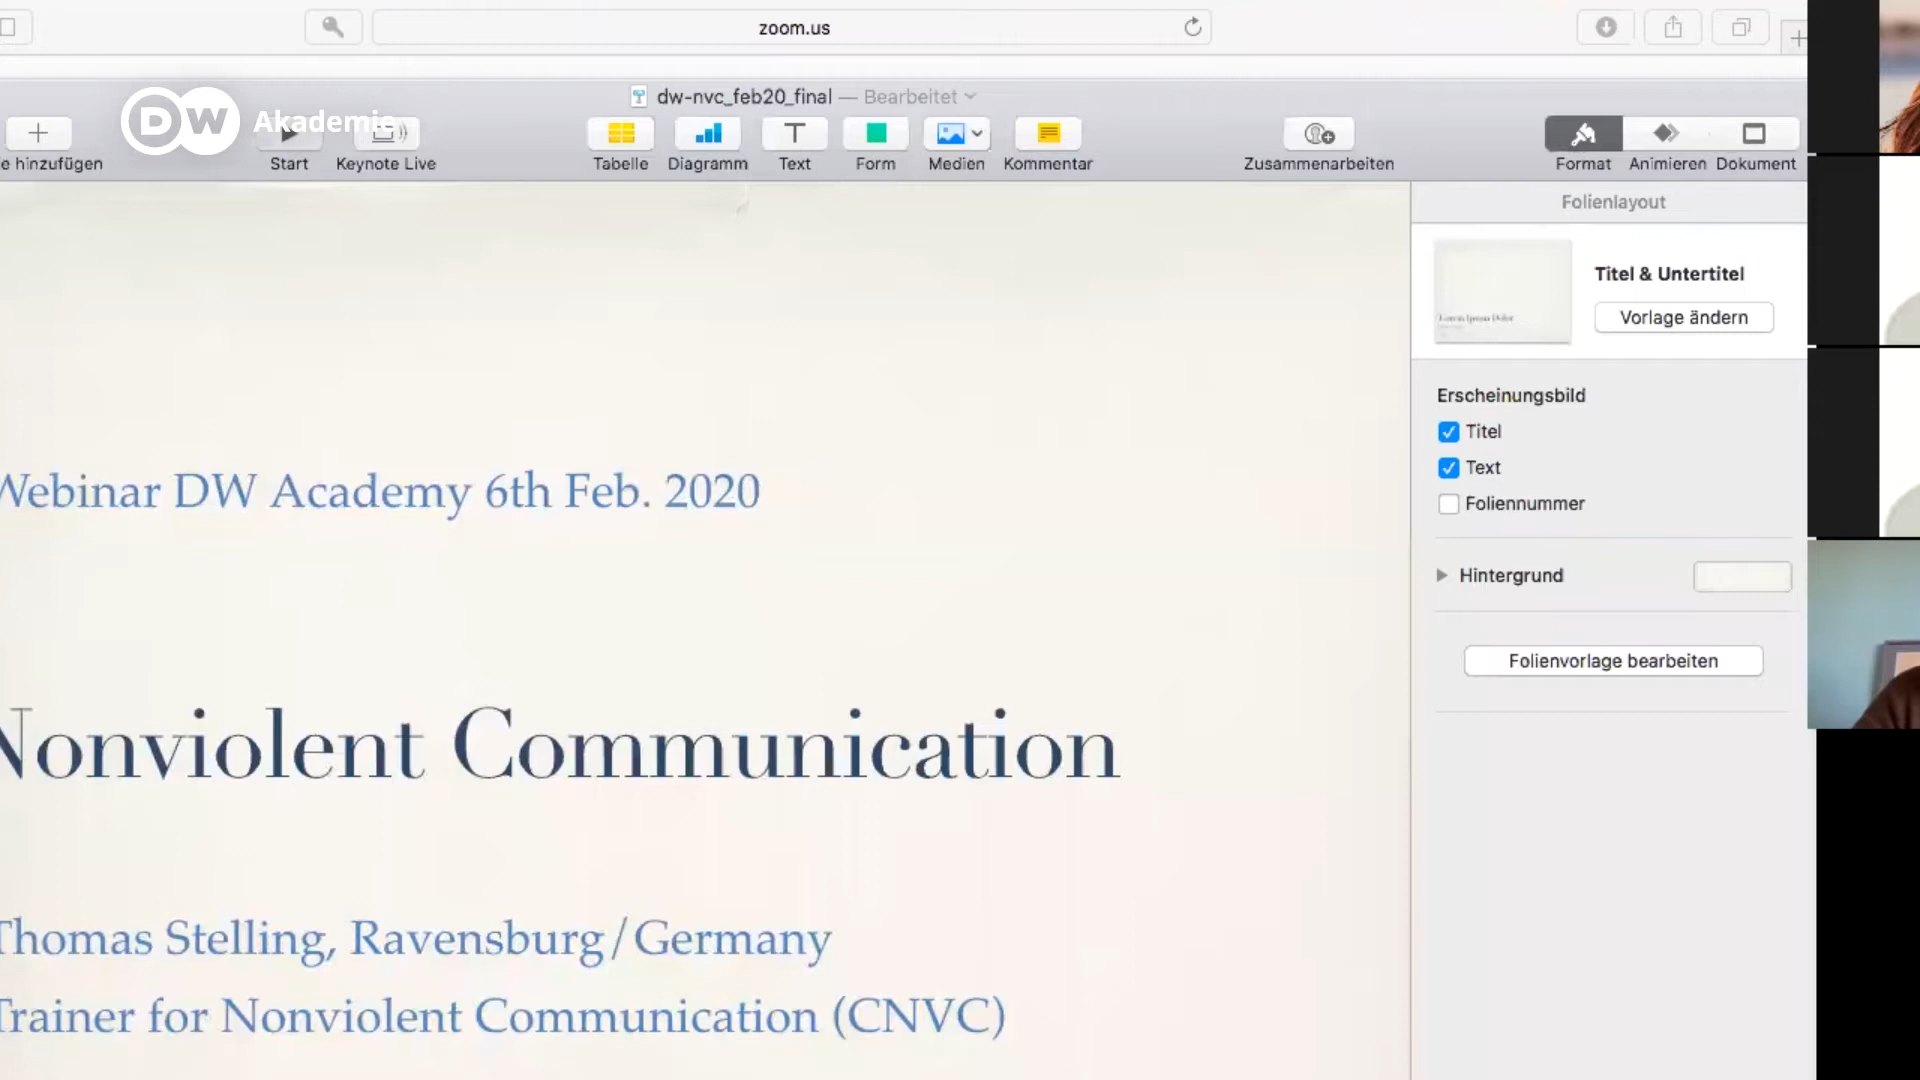 zoom.us
dw-nvc_feb20_final — Bearbeitet
DW Akademie
e hinzufügen
Start
Keynote Live
Tabelle
Diagramm
Text
Form
Medien
Kommentar
Zusammenarbeiten
Format
Animieren
Dokument
Folienlayout
Titel & Untertitel
Vorlage ändern
Erscheinungsbild
Titel
Text
Foliennummer
Hintergrund
Folienvorlage bearbeiten
Webinar DW Academy 6th Feb. 2020
Nonviolent Communication
Thomas Stelling, Ravensburg/Germany
Trainer for Nonviolent Communication (CNVC)